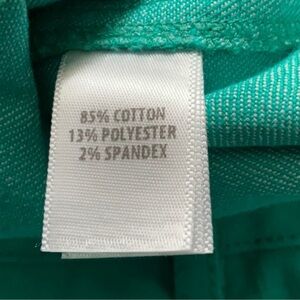 85% COTTON
13% POLYESTER
2% SPANDEX